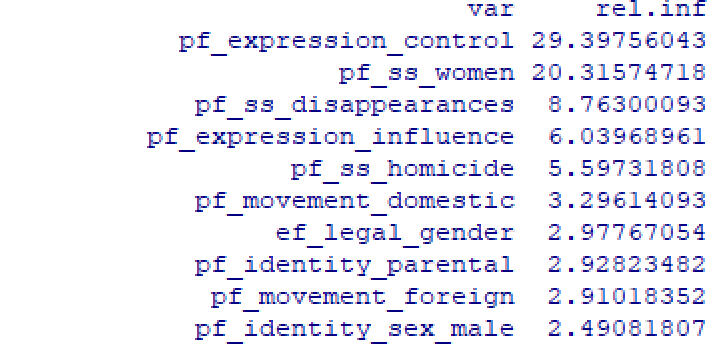 var rel.inf
pf_expression_control 29.39756043
pf_ss_women 20.31574718
pf_ss_disappearances 8.76300093
pf_expression_influence 6.03968961
pf_ss_homicide 5.59731808
pf_movement_domestic 3.29614093
ef_legal_gender 2.97767054
pf_identity_parental 2.92823482
pf_movement_foreign 2.91018352
pf_identity_sex_male 2.49081807